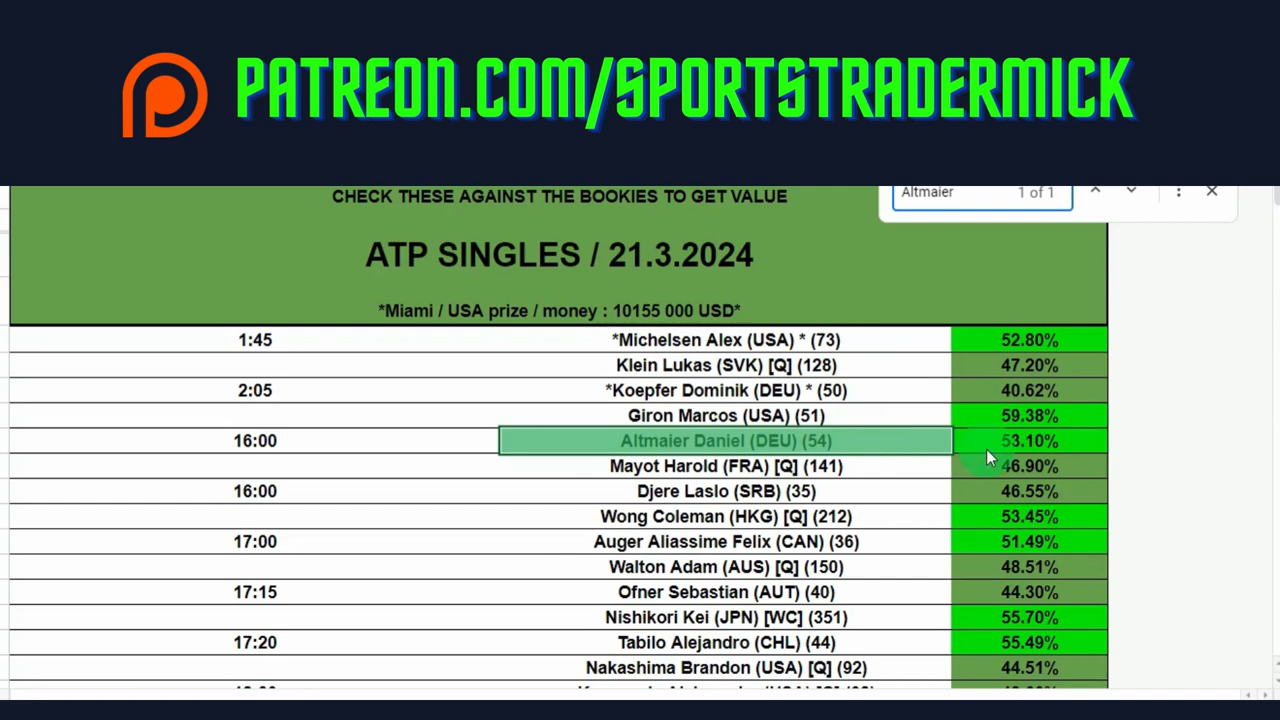 PATREON.COM/SPORTSTRADERMICK
Altmaier 1 of 1
CHECK THESE AGAINST THE BOOKIES TO GET VALUE
ATP SINGLES / 21.3.2024
*Miami / USA prize / money : 10155 000 USD*
1:45 *Michelsen Alex (USA) * (73) 52.80%
Klein Lukas (SVK) [Q] (128) 47.20%
2:05 *Koepfer Dominik (DEU) * (50) 40.62%
Giron Marcos (USA) (51) 59.38%
16:00 Altmaier Daniel (DEU) (54) 53.10%
Mayot Harold (FRA) [Q] (141) 46.90%
16:00 Djere Laslo (SRB) (35) 46.55%
Wong Coleman (HKG) [Q] (212) 53.45%
17:00 Auger Aliassime Felix (CAN) (36) 51.49%
Walton Adam (AUS) [Q] (150) 48.51%
17:15 Ofner Sebastian (AUT) (40) 44.30%
Nishikori Kei (JPN) [WC] (351) 55.70%
17:20 Tabilo Alejandro (CHL) (44) 55.49%
Nakashima Brandon (USA) [Q] (92) 44.51%